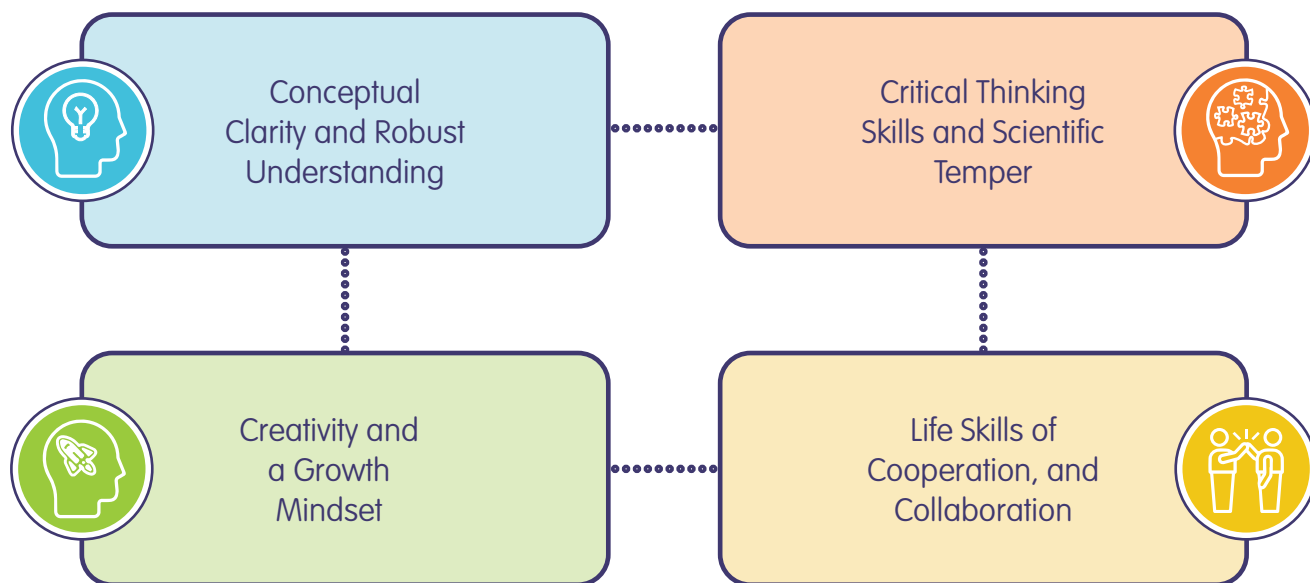 Conceptual
Clarity and Robust
Understanding
Critical Thinking
Skills and Scientific
Temper
Creativity and
a Growth
Mindset
Life Skills of
Cooperation, and
Collaboration